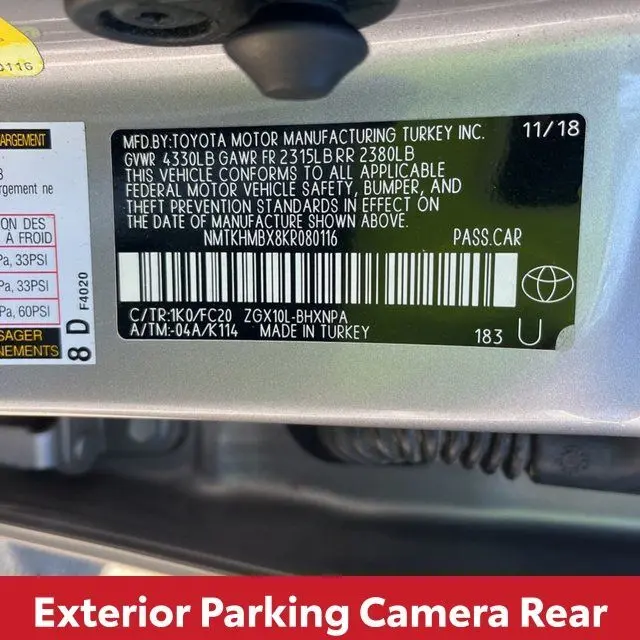 0116
ARGEMENT
argement ne
ON DES
A FROID
Pa, 33PSI
Pa, 33PSI
Pa, 60PSI
SAGER
NEMENTS
8 D F4020
MFD.BY:TOYOTA MOTOR MANUFACTURING TURKEY INC. 11/18
GVWR 4330LB GAWR FR 2315LB RR 2380LB
THIS VEHICLE CONFORMS TO ALL APPLICABLE
FEDERAL MOTOR VEHICLE SAFETY, BUMPER, AND
THEFT PREVENTION STANDARDS IN EFFECT ON
THE DATE OF MANUFACTURE SHOWN ABOVE.
NMTKHMBX8KR080116 PASS.CAR
C/TR:1K0/FC20 ZGX10L-BHXNPA
A/TM:-04A/K114 MADE IN TURKEY 183 U
Exterior Parking Camera Rear